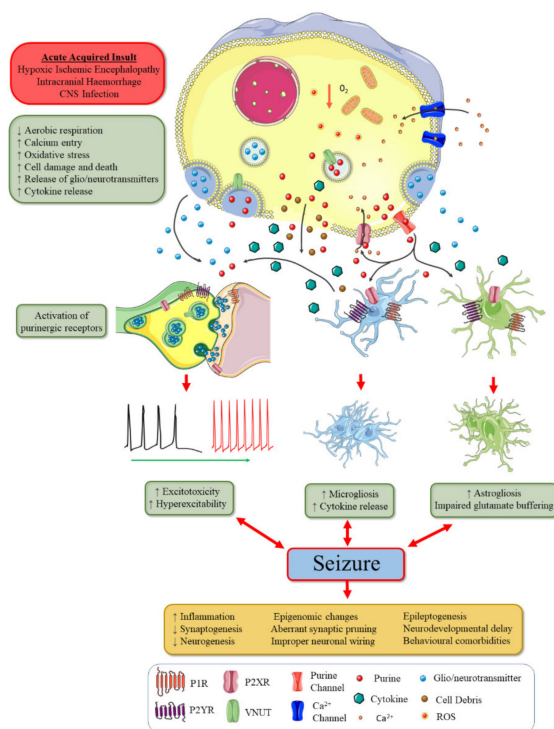 Acute Acquired Insult
Hypoxic Ischemic Encephalopathy
Intracranial Haemorrhage
CNS Infection
O₂
↓ Aerobic respiration
↑ Calcium entry
↑ Oxidative stress
↑ Cell damage and death
↑ Release of glio/neurotransmitters
↑ Cytokine release
Activation of
purinergic receptors
↑ Excitotoxicity
↑ Hyperexcitability
↑ Microgliosis
↑ Cytokine release
↑ Astrogliosis
Impaired glutamate buffering
Seizure
↑ Inflammation Epigenomic changes Epileptogenesis
↓ Synaptogenesis Aberrant synaptic pruning Neurodevelopmental delay
↓ Neurogenesis Improper neuronal wiring Behavioural comorbidities
P1R P2XR Purine Channel Purine Glio/neurotransmitter
Cytokine Cell Debris
P2YR VNUT Ca²⁺ Channel Ca²⁺ ROS